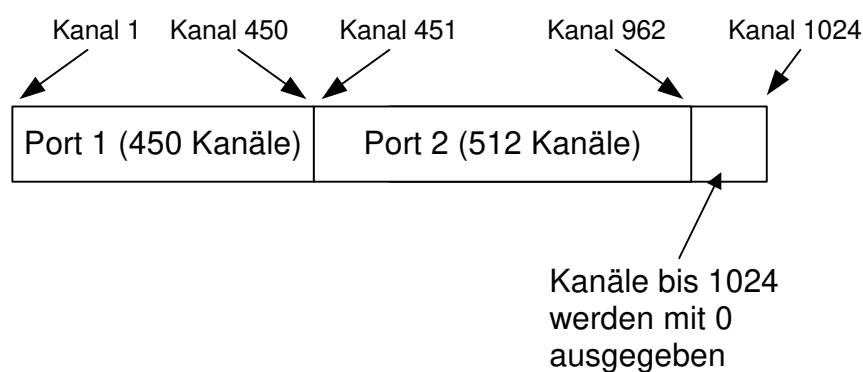 Kanal 1 Kanal 450 Kanal 451 Kanal 962 Kanal 1024
Port 1 (450 Kanäle) Port 2 (512 Kanäle)
Kanäle bis 1024
werden mit 0
ausgegeben